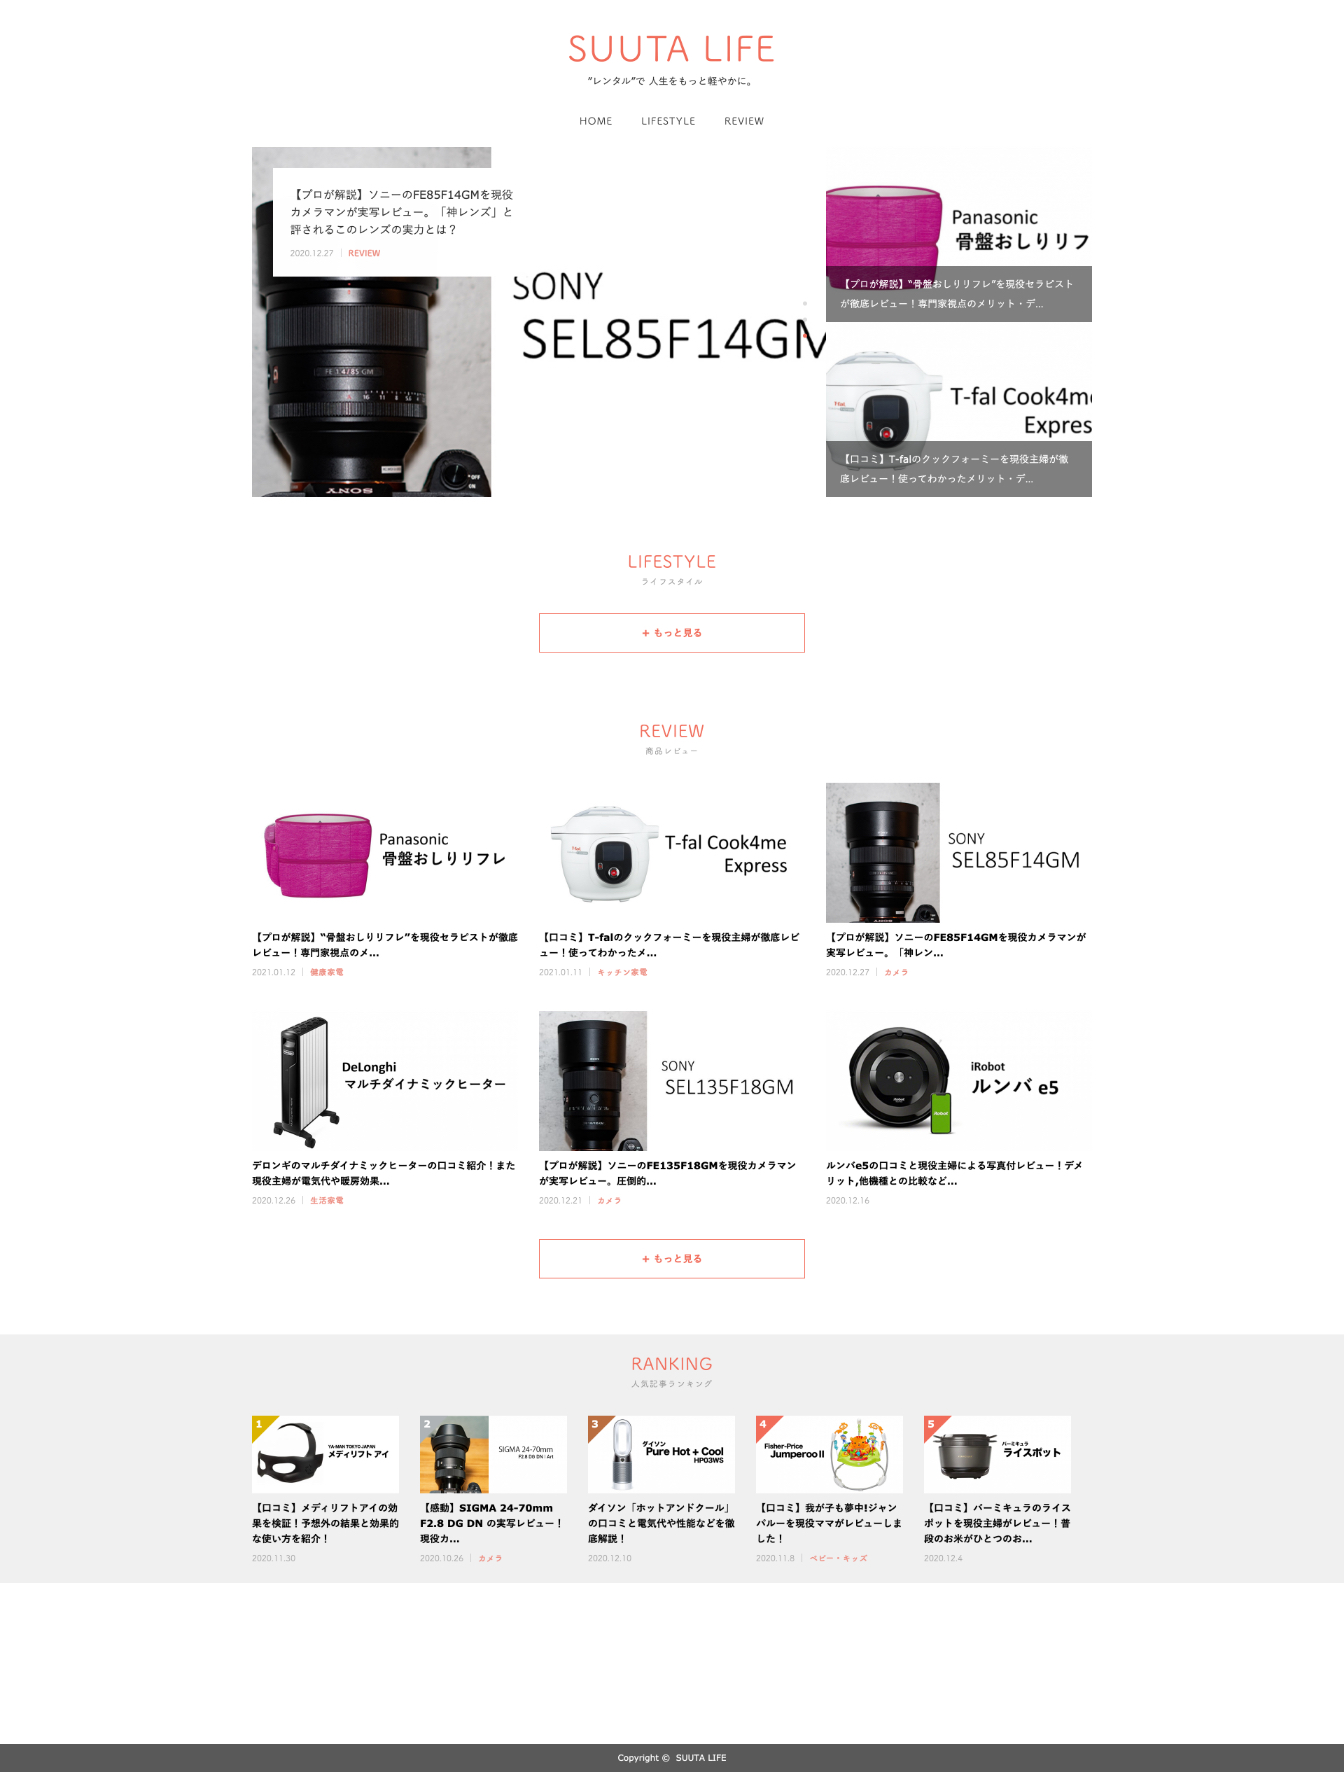 SUUTA LIFE
“レンタル”で 人生をもっと軽やかに。
HOME LIFESTYLE REVIEW
【プロが解説】ソニーのFE85F14GMを現役
カメラマンが実写レビュー。「神レンズ」と
評されるこのレンズの実力とは？
2020.12.27 REVIEW
FE 1.4/85 GM
SONY
SONY
SEL85F14GM
Panasonic
骨盤おしりリフ
【プロが解説】“骨盤おしりリフレ”を現役セラピスト
が徹底レビュー！専門家視点のメリット・デ...
T-fal Cook4me
Express
【口コミ】T-falのクックフォーミーを現役主婦が徹
底レビュー！使ってわかったメリット・デ...
LIFESTYLE
ライフスタイル
+ もっと見る
REVIEW
商品レビュー
Panasonic
骨盤おしりリフレ
【プロが解説】“骨盤おしりリフレ”を現役セラピストが徹底
レビュー！専門家視点のメ...
2021.01.12 健康家電
T-fal Cook4me
Express
【口コミ】T-falのクックフォーミーを現役主婦が徹底レビ
ュー！使ってわかったメ...
2021.01.11 キッチン家電
SONY
SEL85F14GM
【プロが解説】ソニーのFE85F14GMを現役カメラマンが
実写レビュー。「神レン...
2020.12.27 カメラ
DeLonghi
マルチダイナミックヒーター
デロンギのマルチダイナミックヒーターの口コミ紹介！また
現役主婦が電気代や暖房効果...
2020.12.26 生活家電
SONY
SEL135F18GM
【プロが解説】ソニーのFE135F18GMを現役カメラマン
が実写レビュー。圧倒的...
2020.12.21 カメラ
iRobot
ルンバ e5
ルンバe5の口コミと現役主婦による写真付レビュー！デメ
リット,他機種との比較など...
2020.12.16
+ もっと見る
RANKING
人気記事ランキング
1
YA-MAN TOKYO JAPAN
メディリフト アイ
【口コミ】メディリフトアイの効
果を検証！予想外の結果と効果的
な使い方を紹介！
2020.11.30
2
SIGMA 24-70mm
F2.8 DG DN | Art
【感動】SIGMA 24-70mm
F2.8 DG DN の実写レビュー！
現役カ...
2020.10.26 カメラ
3
ダイソン
Pure Hot + Cool
HP03WS
ダイソン「ホットアンドクール」
の口コミと電気代や性能などを徹
底解説！
2020.12.10
4
Fisher-Price
Jumperoo II
【口コミ】我が子も夢中!ジャン
パルーを現役ママがレビューしま
した！
2020.11.8 ベビー・キッズ
5
バーミキュラ
ライスポット
【口コミ】バーミキュラのライス
ポットを現役主婦がレビュー！普
段のお米がひとつのお...
2020.12.4
Copyright © SUUTA LIFE